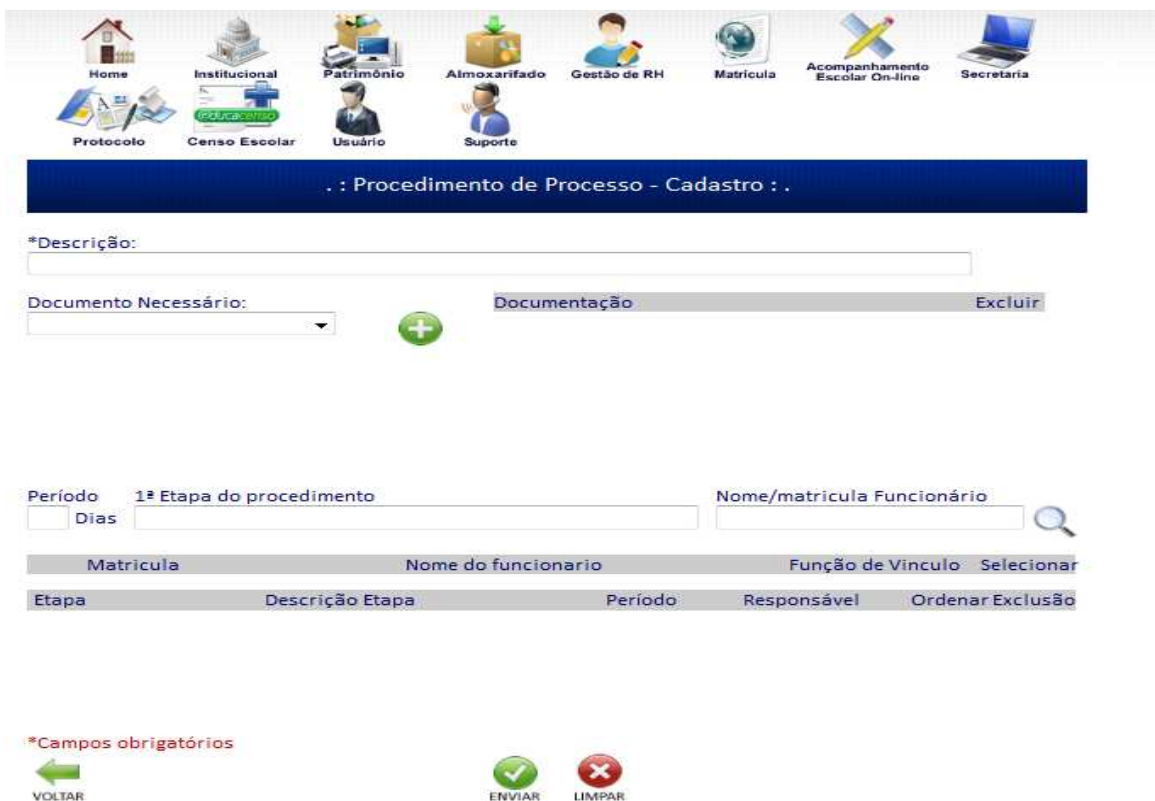 Home Institucional Patrimônio Almoxarifado Gestão de RH Matrícula Acompanhamento Escolar On-line Secretaria
educacenso
Protocolo Censo Escolar Usuário Suporte
. : Procedimento de Processo - Cadastro : .
*Descrição:
Documento Necessário: Documentação Excluir
Período 1ª Etapa do procedimento Nome/matricula Funcionário
Dias
Matricula Nome do funcionario Função de Vinculo Selecionar
Etapa Descrição Etapa Período Responsável Ordenar Exclusão
*Campos obrigatórios
VOLTAR ENVIAR LIMPAR